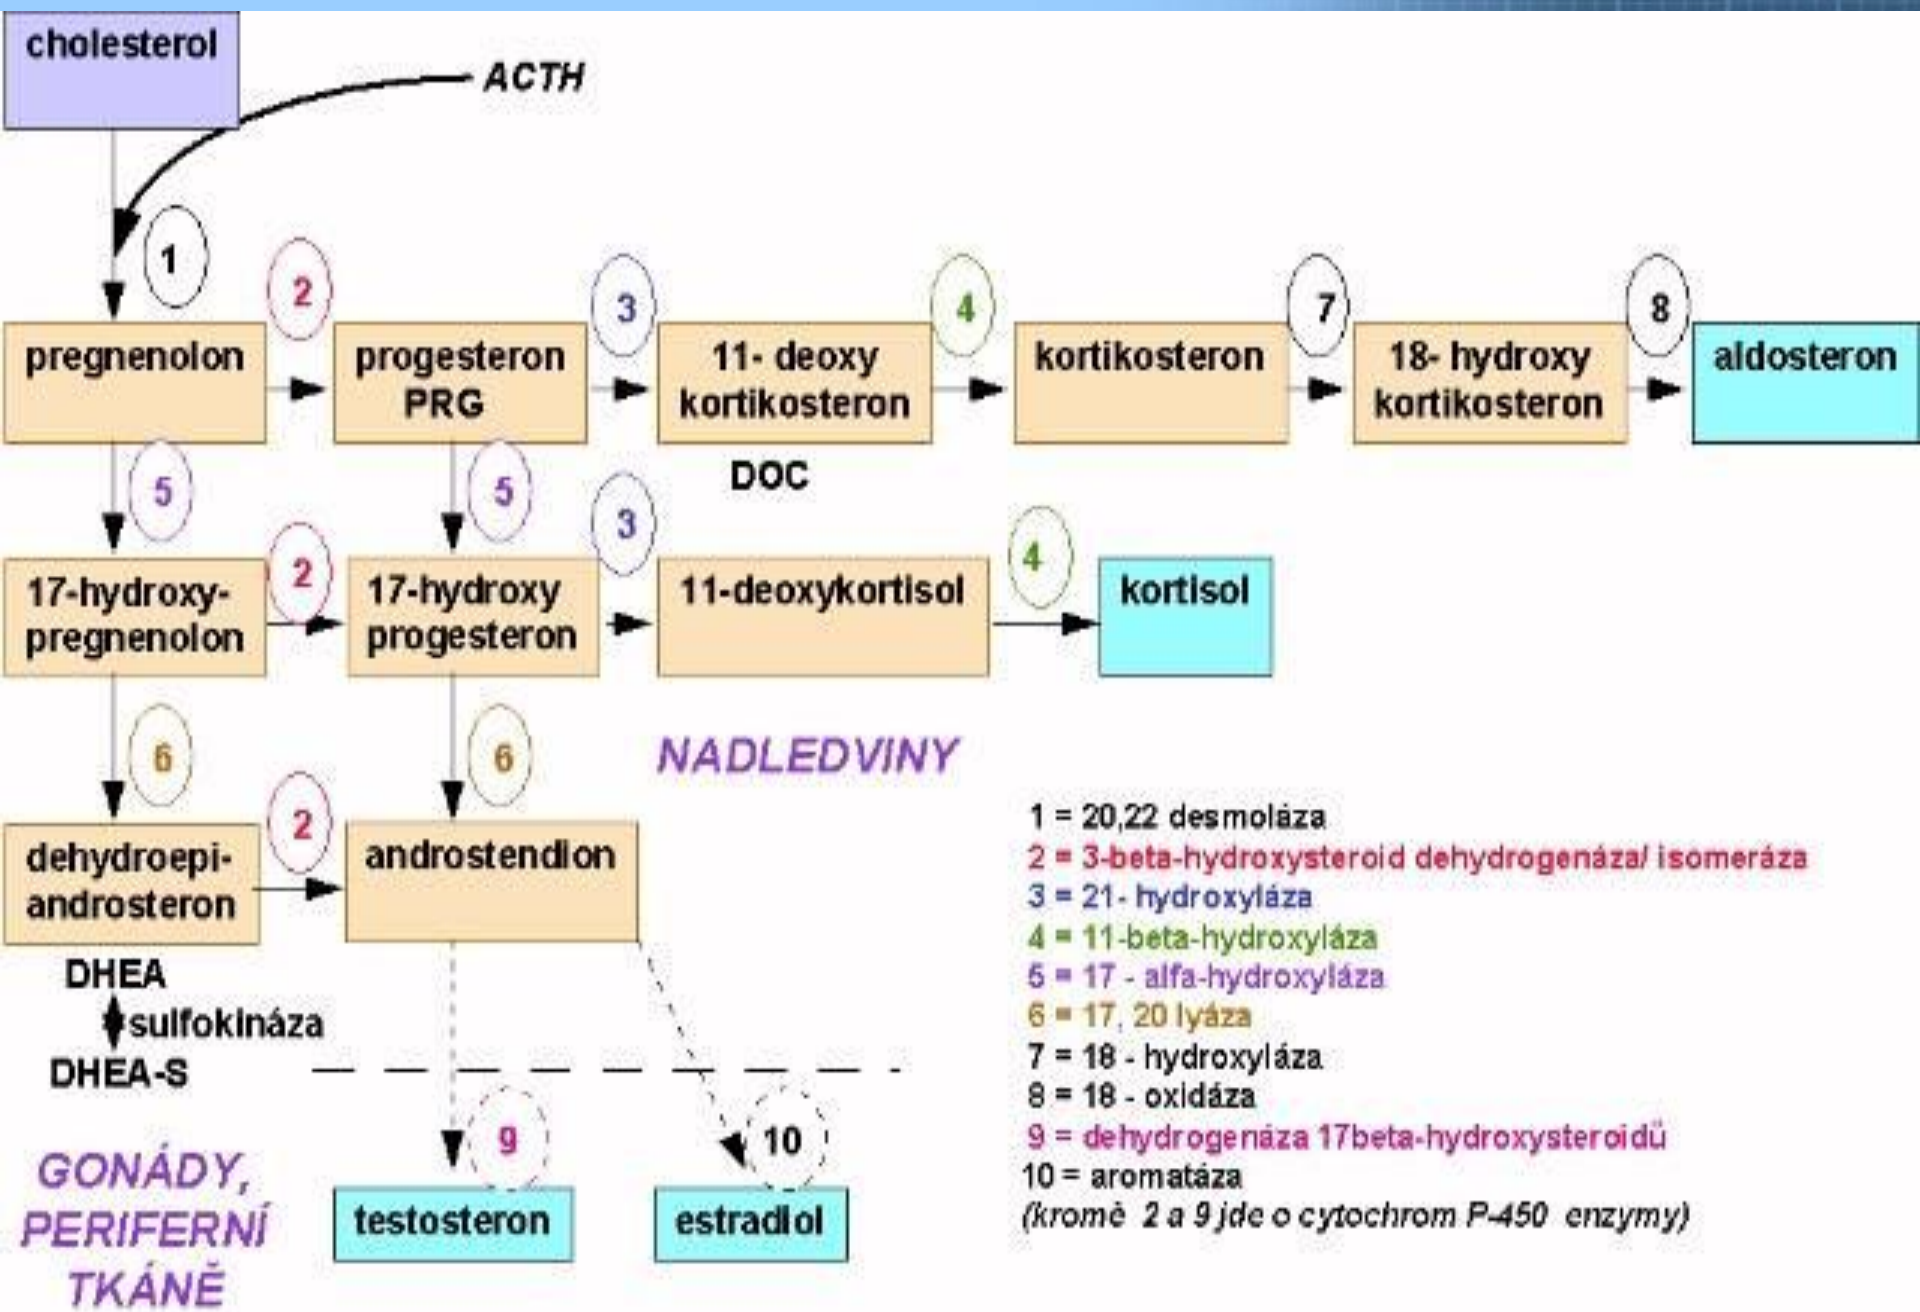 cholesterol
ACTH
1
2
3
4
7
8
pregnenolon
progesteron
PRG
11- deoxy
kortikosteron
kortikosteron
18- hydroxy
kortikosteron
aldosteron
DOC
5
5
3
4
2
17-hydroxy-
pregnenolon
17-hydroxy
progesteron
11-deoxykortisol
kortisol
6
6
NADLEDVINY
2
dehydroepi-
androsteron
androstendion
DHEA
sulfokináza
DHEA-S
9
10
GONÁDY,
PERIFERNÍ
TKÁNĚ
testosteron
estradiol
1 = 20,22 desmoláza
2 = 3-beta-hydroxysteroid dehydrogenáza/ isomeráza
3 = 21- hydroxyláza
4 = 11-beta-hydroxyláza
5 = 17 - alfa-hydroxyláza
6 = 17, 20 lyáza
7 = 18 - hydroxyláza
8 = 18 - oxidáza
9 = dehydrogenáza 17beta-hydroxysteroidů
10 = aromatáza
(kromě 2 a 9 jde o cytochrom P-450 enzymy)